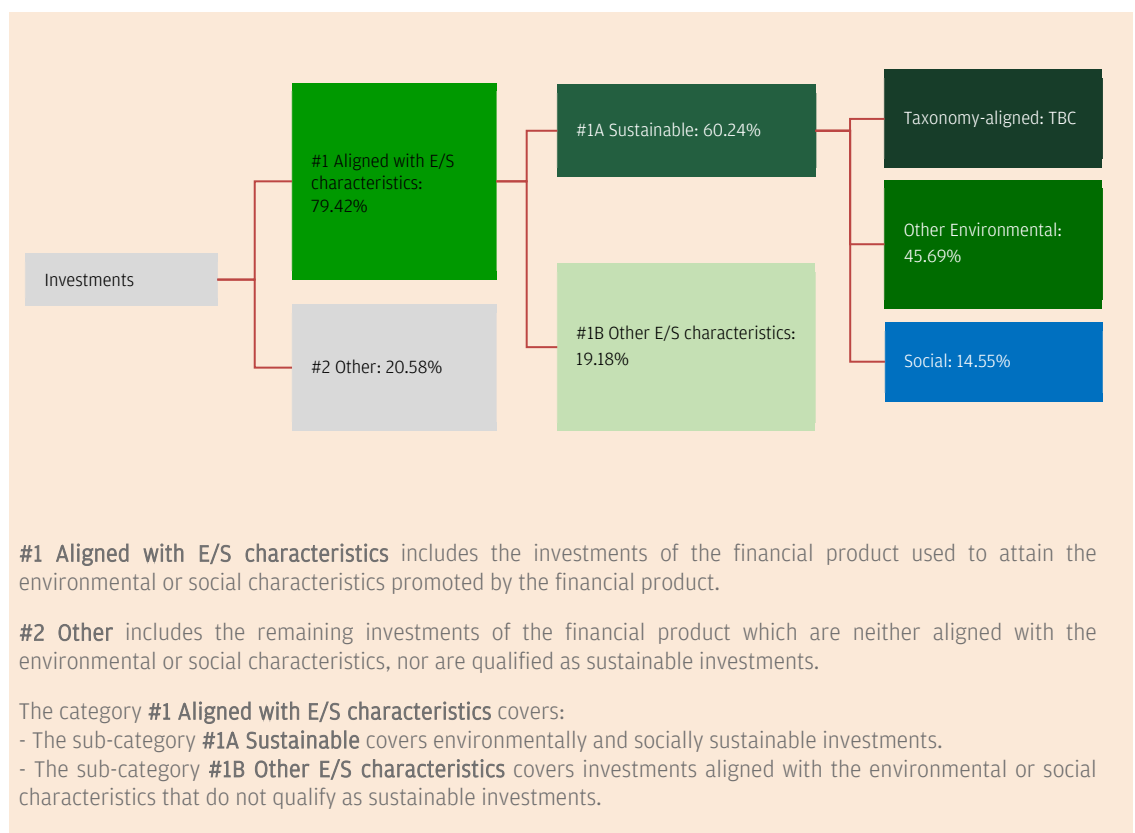 Investments
#1 Aligned with E/S
characteristics:
79.42%
#2 Other: 20.58%
#1A Sustainable: 60.24%
#1B Other E/S characteristics:
19.18%
Taxonomy-aligned: TBC
Other Environmental:
45.69%
Social: 14.55%
#1 Aligned with E/S characteristics includes the investments of the financial product used to attain the
environmental or social characteristics promoted by the financial product.
#2 Other includes the remaining investments of the financial product which are neither aligned with the
environmental or social characteristics, nor are qualified as sustainable investments.
The category #1 Aligned with E/S characteristics covers:
- The sub-category #1A Sustainable covers environmentally and socially sustainable investments.
- The sub-category #1B Other E/S characteristics covers investments aligned with the environmental or social
characteristics that do not qualify as sustainable investments.